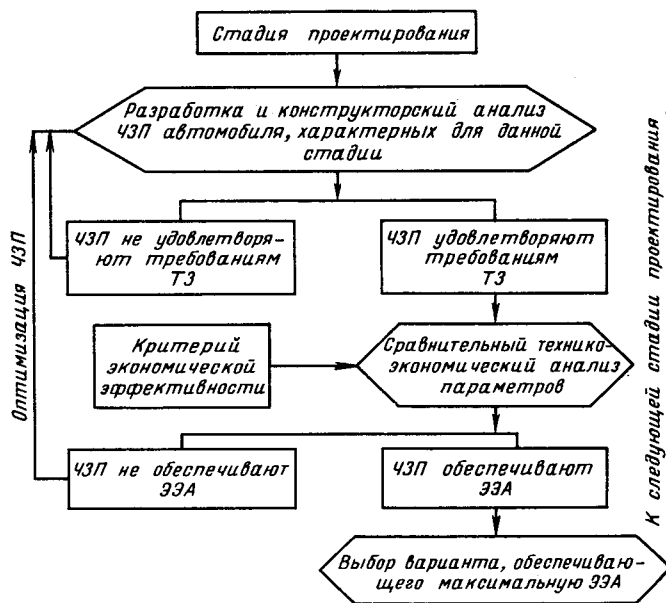 Стадия проектирования
Разработка и конструкторский анализ
ЧЗП автомобиля, характерных для данной
стадии
ЧЗП не удовлетворя-
ют требованиям
ТЗ
ЧЗП удовлетворяют
требованиям
ТЗ
Критерий
экономической
эффективности
Сравнительный технико-
экономический анализ
параметров
ЧЗП не обеспечивают
ЭЭА
ЧЗП обеспечивают
ЭЭА
Выбор варианта, обеспечиваю-
щего максимальную ЭЭА
Оптимизация ЧЗП
К следующей стадии проектирования